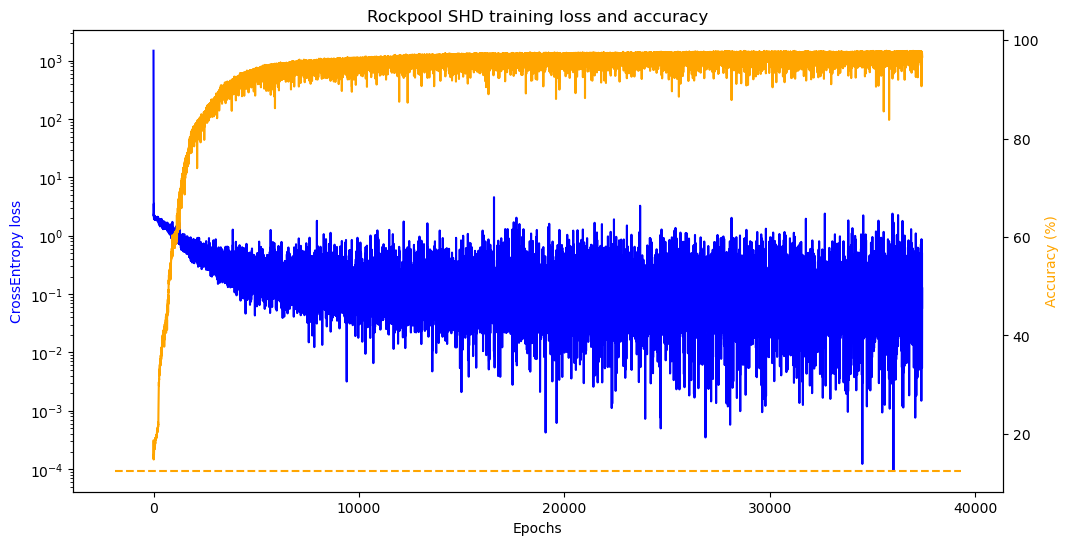 Rockpool SHD training loss and accuracy
CrossEntropy loss
10³
10²
10¹
10⁰
10⁻¹
10⁻²
10⁻³
10⁻⁴
100
80
60
40
20
Accuracy (%)
0 10000 20000 30000 40000
Epochs